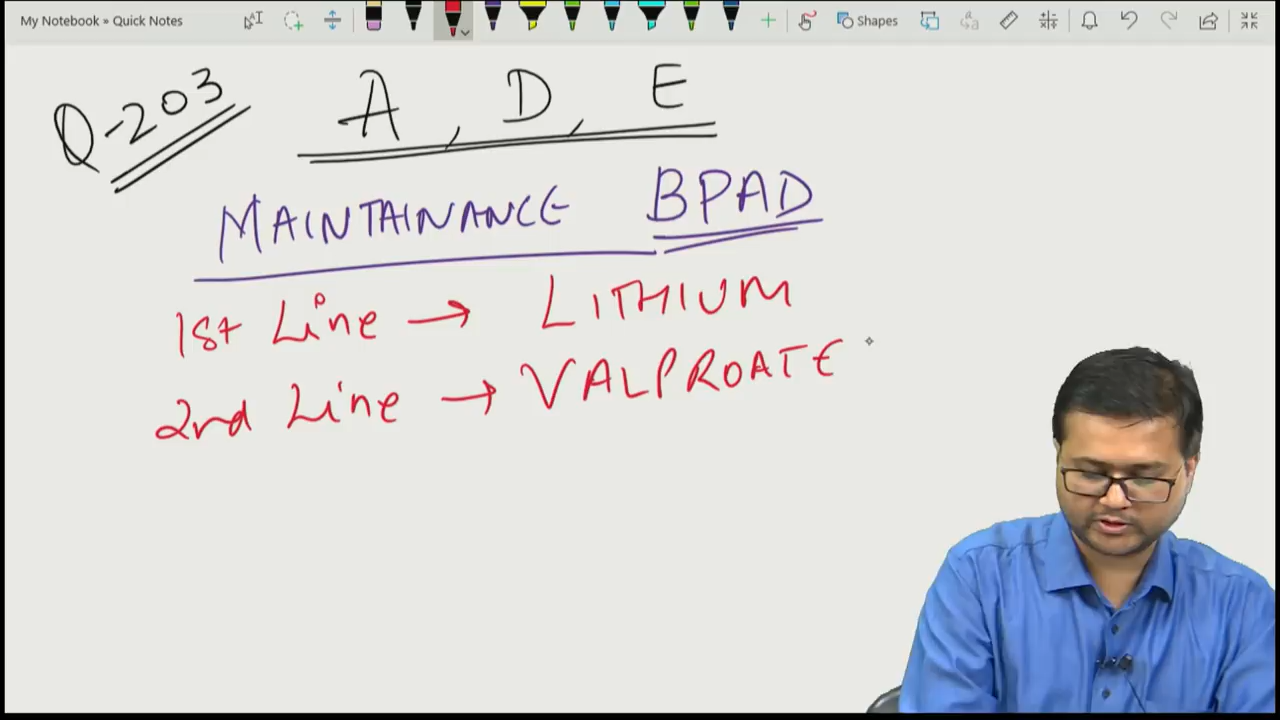 My Notebook » Quick Notes
Shapes
Q-203 A, D, E
MAINTAINANCE BPAD
1st Line → LITHIUM
2nd Line → VALPROATE